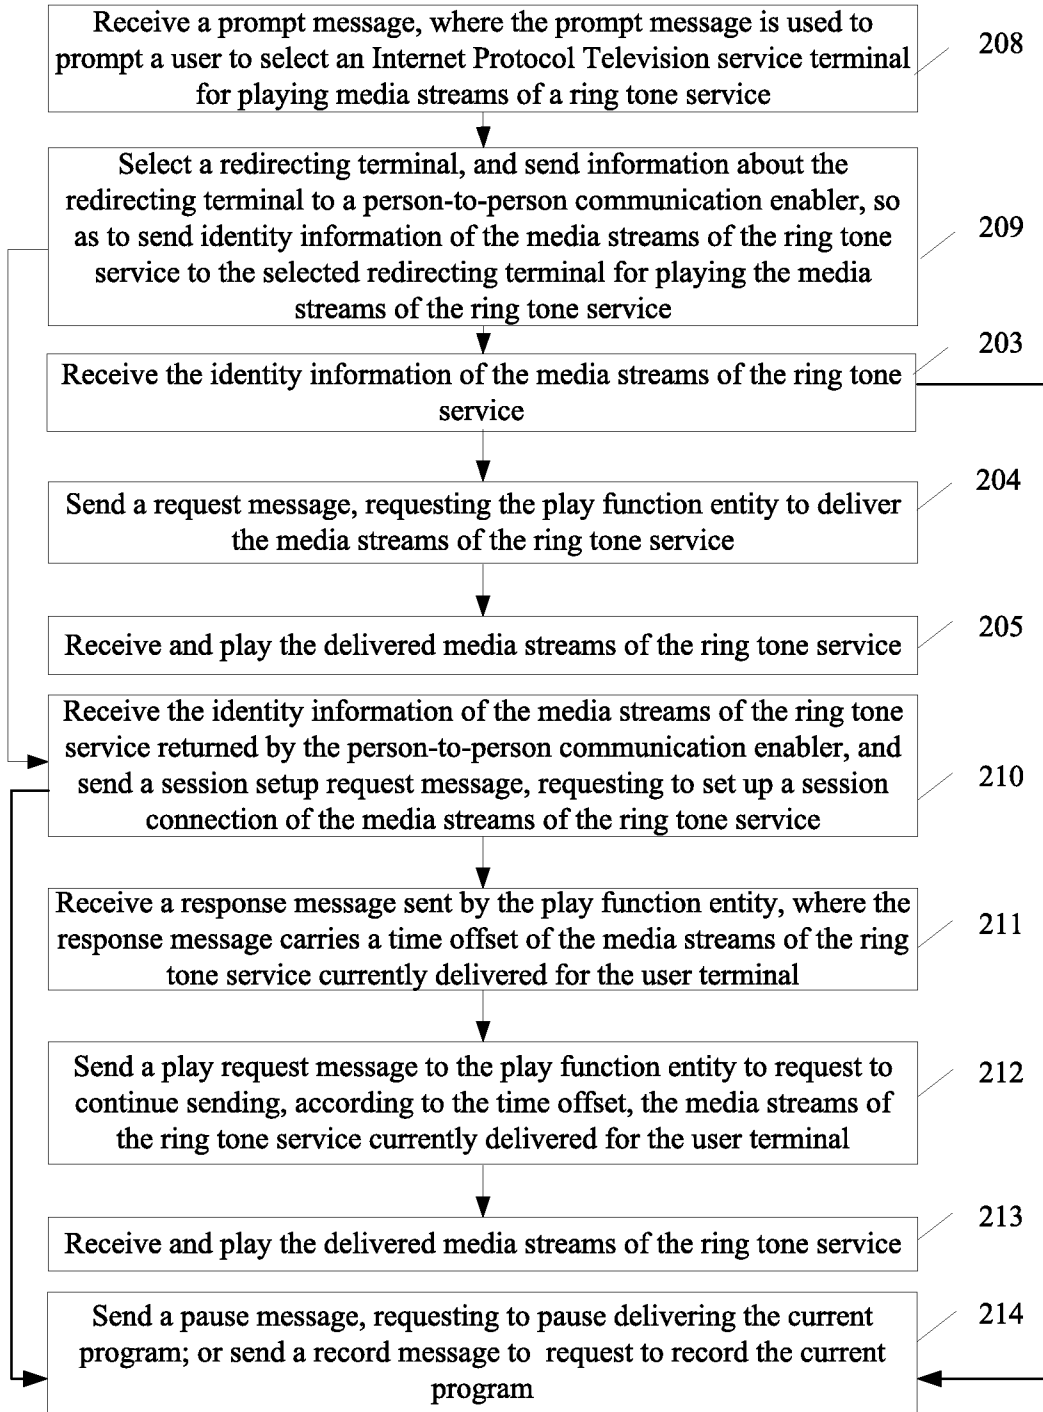 Receive a prompt message, where the prompt message is used to
prompt a user to select an Internet Protocol Television service terminal
for playing media streams of a ring tone service
208
Select a redirecting terminal, and send information about the
redirecting terminal to a person-to-person communication enabler, so
as to send identity information of the media streams of the ring tone
service to the selected redirecting terminal for playing the media
streams of the ring tone service
209
Receive the identity information of the media streams of the ring tone
service
203
Send a request message, requesting the play function entity to deliver
the media streams of the ring tone service
204
Receive and play the delivered media streams of the ring tone service
205
Receive the identity information of the media streams of the ring tone
service returned by the person-to-person communication enabler, and
send a session setup request message, requesting to set up a session
connection of the media streams of the ring tone service
210
Receive a response message sent by the play function entity, where the
response message carries a time offset of the media streams of the ring
tone service currently delivered for the user terminal
211
Send a play request message to the play function entity to request to
continue sending, according to the time offset, the media streams of
the ring tone service currently delivered for the user terminal
212
Receive and play the delivered media streams of the ring tone service
213
Send a pause message, requesting to pause delivering the current
program; or send a record message to request to record the current
program
214